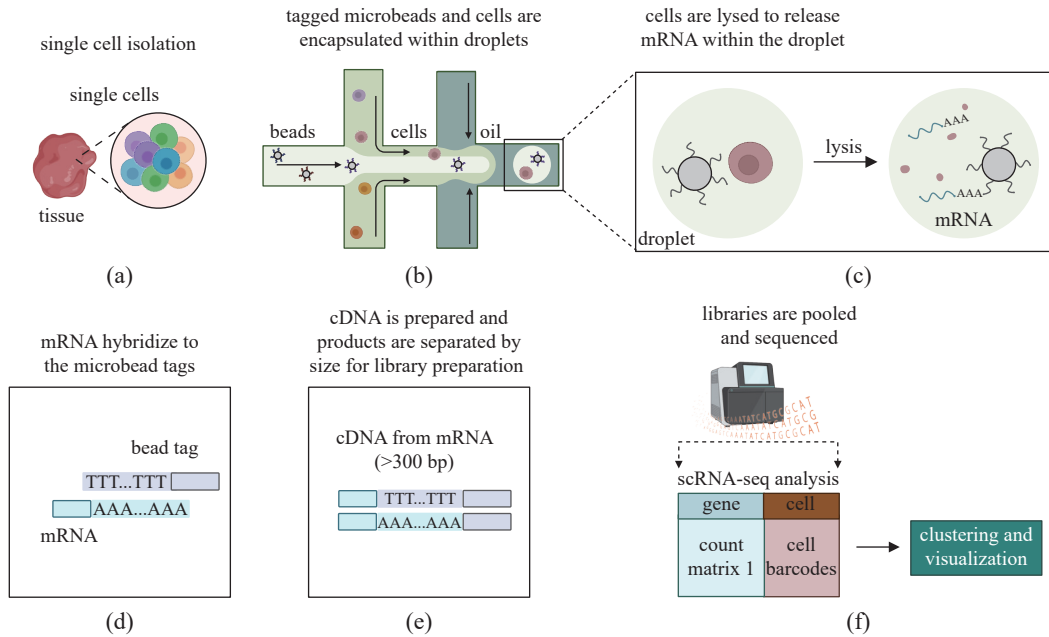 single cell isolation
single cells
tissue
(a)
tagged microbeads and cells are
encapsulated within droplets
beads
cells
oil
(b)
cells are lysed to release
mRNA within the droplet
lysis
AAA
AAA
mRNA
droplet
(c)
mRNA hybridize to
the microbead tags
bead tag
TTT...TTT
AAA...AAA
mRNA
(d)
cDNA is prepared and
products are separated by
size for library preparation
cDNA from mRNA
(>300 bp)
TTT...TTT
AAA...AAA
(e)
libraries are pooled
and sequenced
scRNA-seq analysis
gene
cell
count
matrix 1
cell
barcodes
clustering and
visualization
(f)